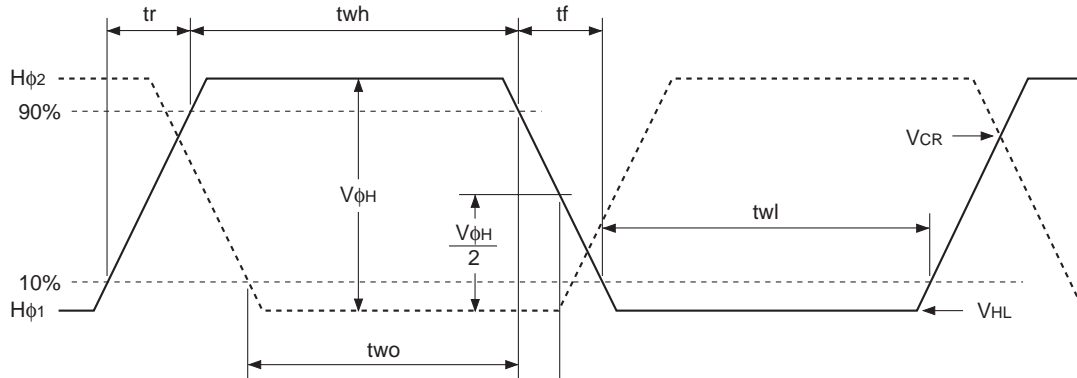 tr twh tf
Hϕ2
90%
VCR
VϕH
VϕH
2
twl
10%
Hϕ1
VHL
two